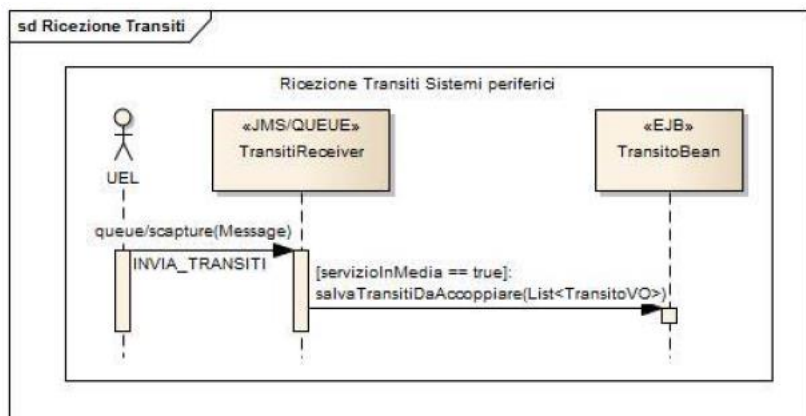 sd Ricezione Transiti
Ricezione Transiti Sistemi periferici
«JMS/QUEUE»
TransitiReceiver
«EJB»
TransitoBean
UEL
queue/scapture(Message)
INVIA_TRANSITI
[servizioInMedia == true]:
salvaTransitiDaAccoppiare(List<TransitoVO>)